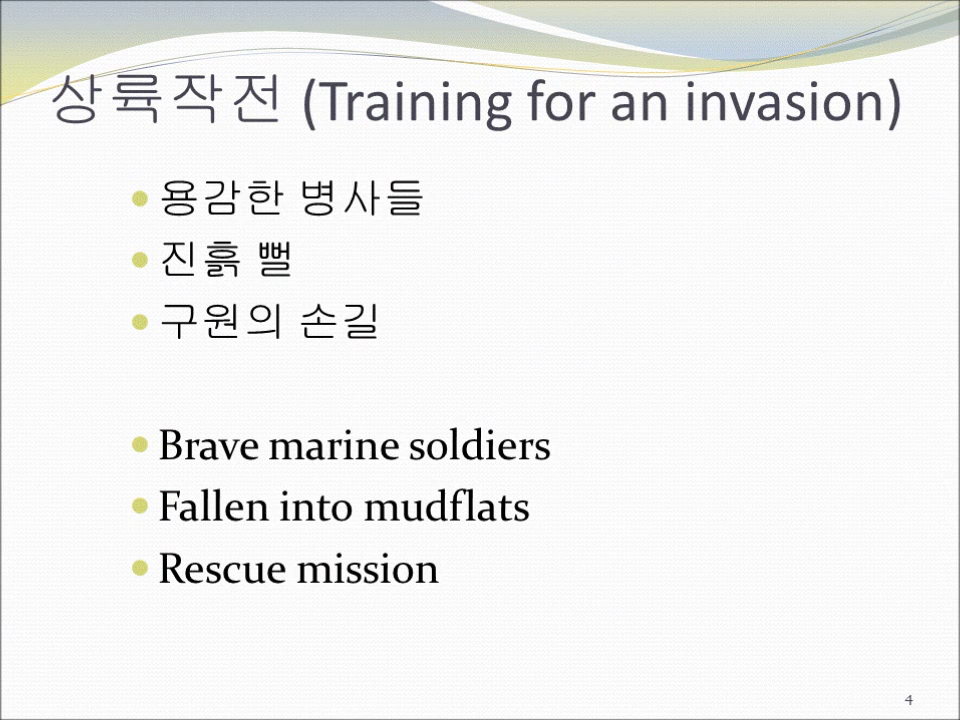 상륙작전 (Training for an invasion)
용감한 병사들
진흙 뻘
구원의 손길
Brave marine soldiers
Fallen into mudflats
Rescue mission
4